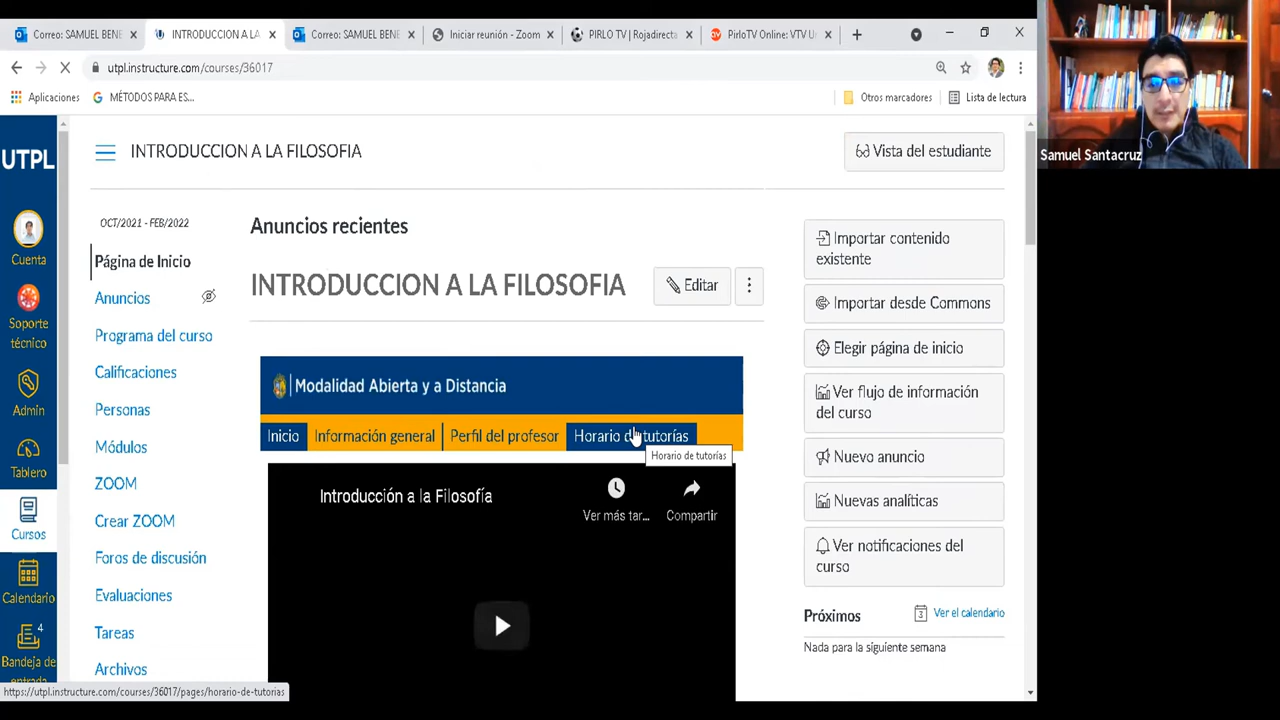 Correo: SAMUEL BENE
INTRODUCCION A LA
Correo: SAMUEL BENE
Iniciar reunión - Zoom
PIRLO TV | Rojadirecta
PirloTV Online: VTV U
utpl.instructure.com/courses/36017
Aplicaciones
MÉTODOS PARA ES...
Otros marcadores
Lista de lectura
Samuel Santacruz
UTPL
Cuenta
Soporte
técnico
Admin
Tablero
Cursos
Calendario
4
Bandeja de
entrada
INTRODUCCION A LA FILOSOFIA
Vista del estudiante
OCT/2021 - FEB/2022
Página de Inicio
Anuncios
Programa del curso
Calificaciones
Personas
Módulos
ZOOM
Crear ZOOM
Foros de discusión
Evaluaciones
Tareas
Archivos
Anuncios recientes
INTRODUCCION A LA FILOSOFIA
Editar
Modalidad Abierta y a Distancia
Inicio
Información general
Perfil del profesor
Horario de tutorías
Horario de tutorías
Introducción a la Filosofía
Ver más tar...
Compartir
Importar contenido
existente
Importar desde Commons
Elegir página de inicio
Ver flujo de información
del curso
Nuevo anuncio
Nuevas analíticas
Ver notificaciones del
curso
Próximos
3
Ver el calendario
Nada para la siguiente semana
https://utpl.instructure.com/courses/36017/pages/horario-de-tutorias